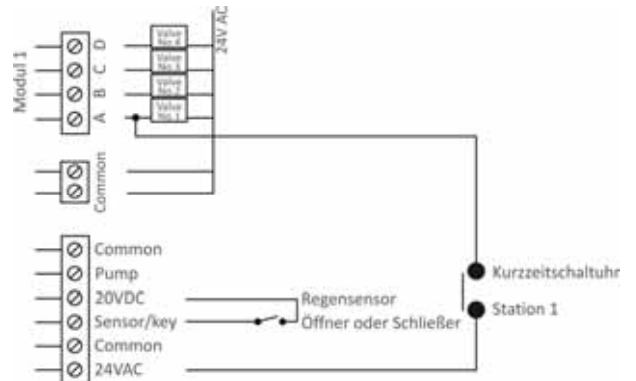 Modul 1
D
C
B
A
Valve
No.4
Valve
No.3
Valve
No.2
Valve
No.1
24V AC
Common
Common
Pump
20VDC
Regensensor
Sensor/key
Öffner oder Schließer
Common
24VAC
Kurzzeitschaltuhr
Station 1